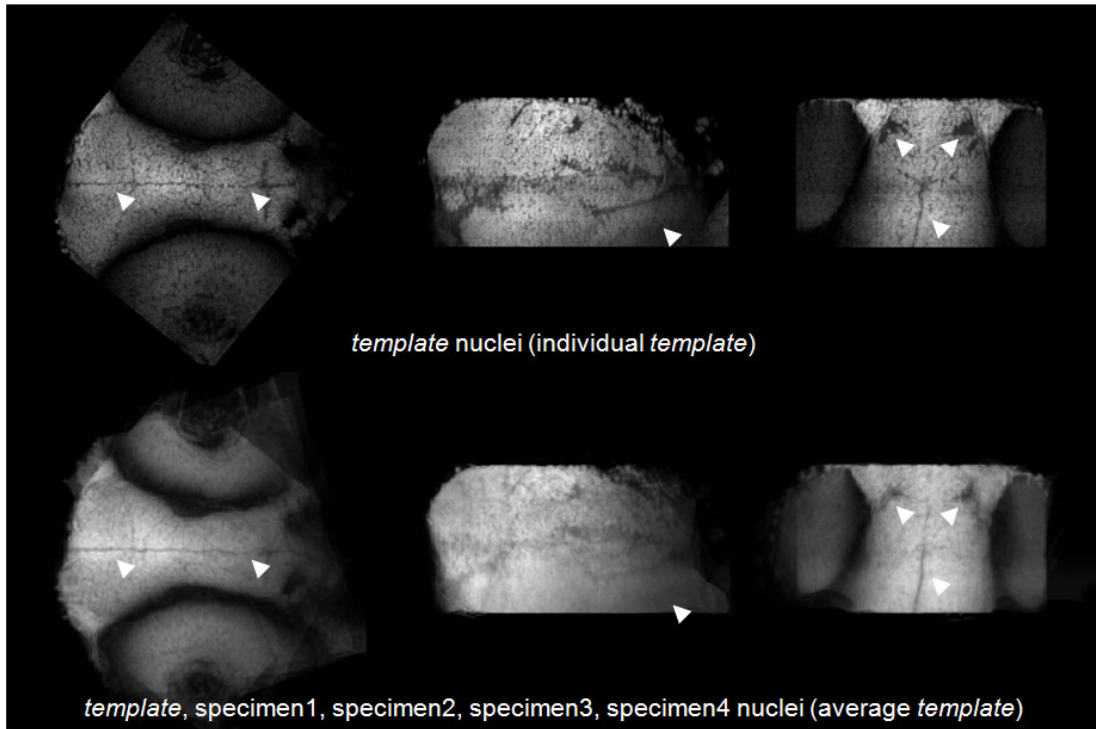 template nuclei (individual template)
template, specimen1, specimen2, specimen3, specimen4 nuclei (average template)